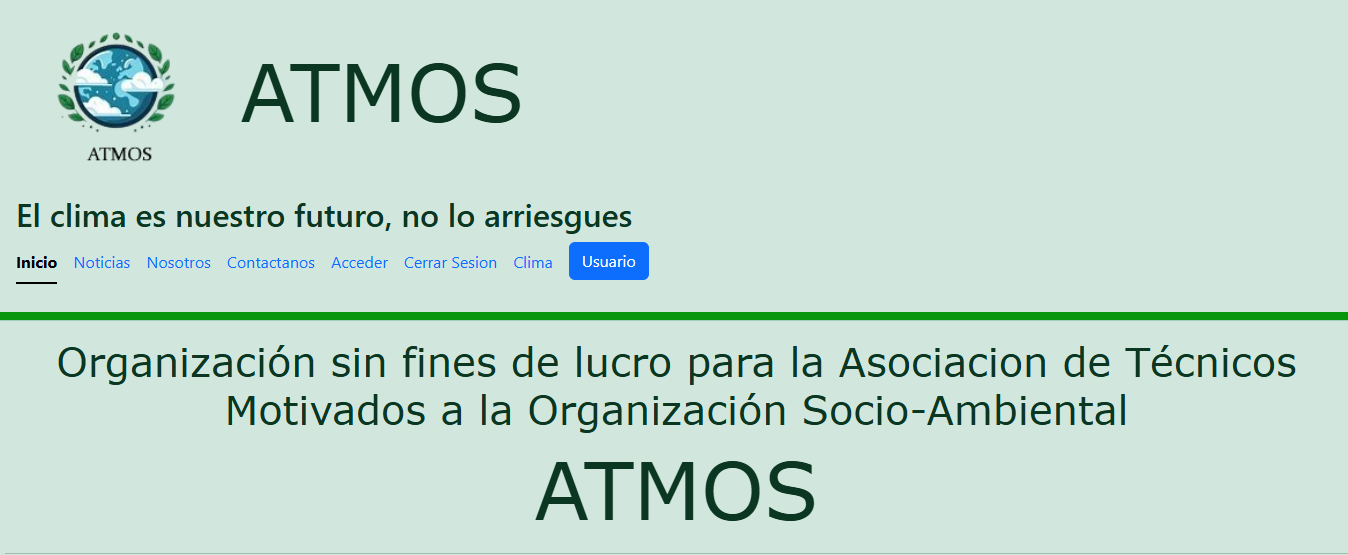 ATMOS
ATMOS
El clima es nuestro futuro, no lo arriesgues
Inicio Noticias Nosotros Contactanos Acceder Cerrar Sesion Clima Usuario
Organización sin fines de lucro para la Asociacion de Técnicos
Motivados a la Organización Socio-Ambiental
ATMOS